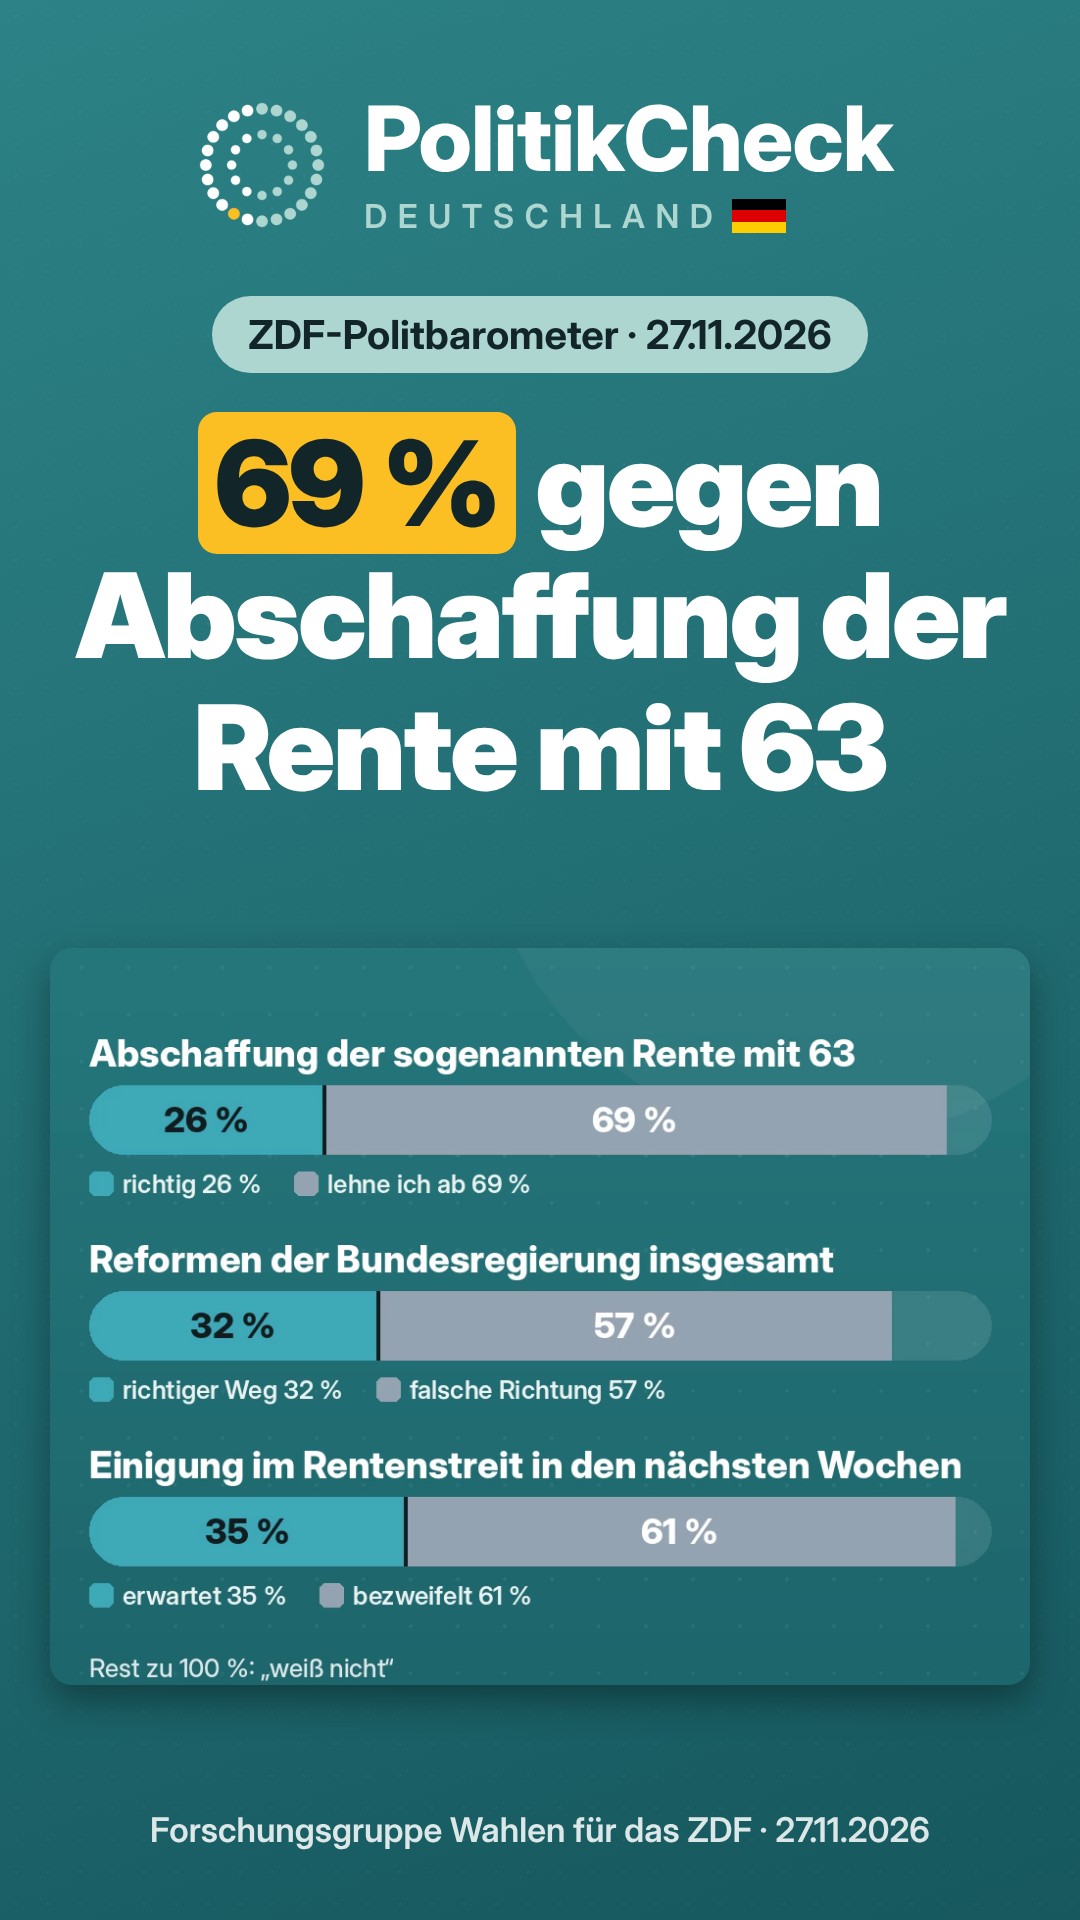 PolitikCheck
DEUTSCHLAND
ZDF-Politbarometer · 27.11.2026
69 % gegen
Abschaffung der
Rente mit 63
Abschaffung der sogenannten Rente mit 63
26 % 69 %
richtig 26 % lehne ich ab 69 %
Reformen der Bundesregierung insgesamt
32 % 57 %
richtiger Weg 32 % falsche Richtung 57 %
Einigung im Rentenstreit in den nächsten Wochen
35 % 61 %
erwartet 35 % bezweifelt 61 %
Rest zu 100 %: „weiß nicht“
Forschungsgruppe Wahlen für das ZDF · 27.11.2026